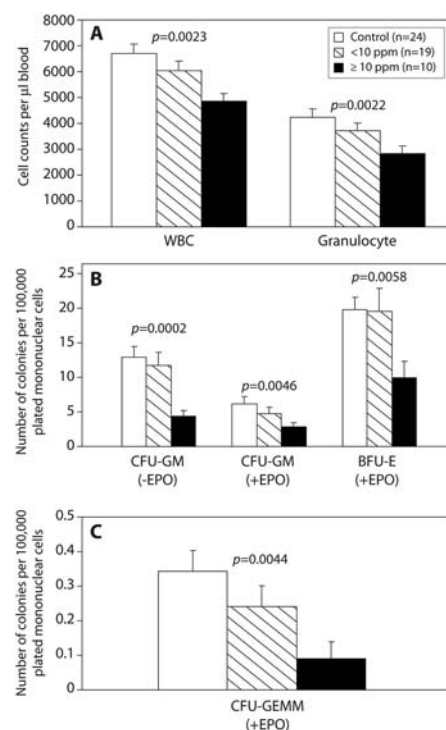 A
p=0.0023
Control (n=24)
<10 ppm (n=19)
≥ 10 ppm (n=10)
p=0.0022
Cell counts per µl blood
8000
7000
6000
5000
4000
3000
2000
1000
0
WBC
Granulocyte
B
p=0.0002
p=0.0046
p=0.0058
Number of colonies per 100,000
plated mononuclear cells
25
20
15
10
5
0
CFU-GM
(-EPO)
CFU-GM
(+EPO)
BFU-E
(+EPO)
C
p=0.0044
Number of colonies per 100,000
plated mononuclear cells
0.5
0.4
0.3
0.2
0.1
0
CFU-GEMM
(+EPO)